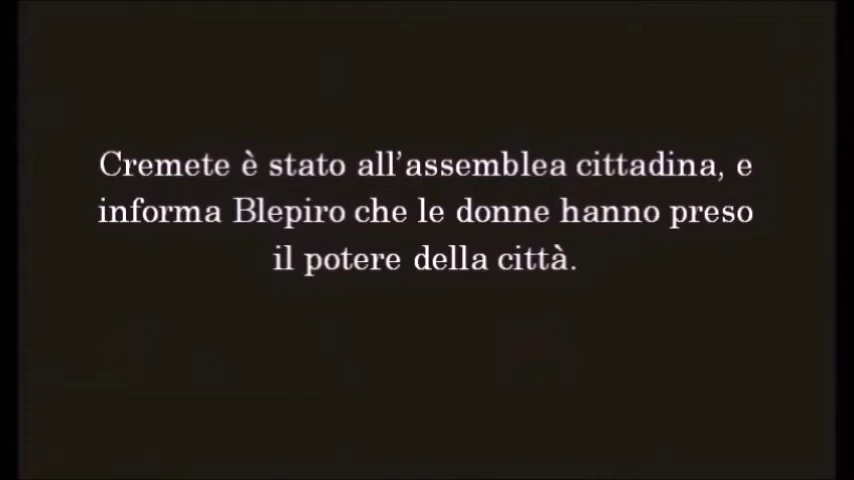 Cremete è stato all’assemblea cittadina, e
informa Blepiro che le donne hanno preso
il potere della città.